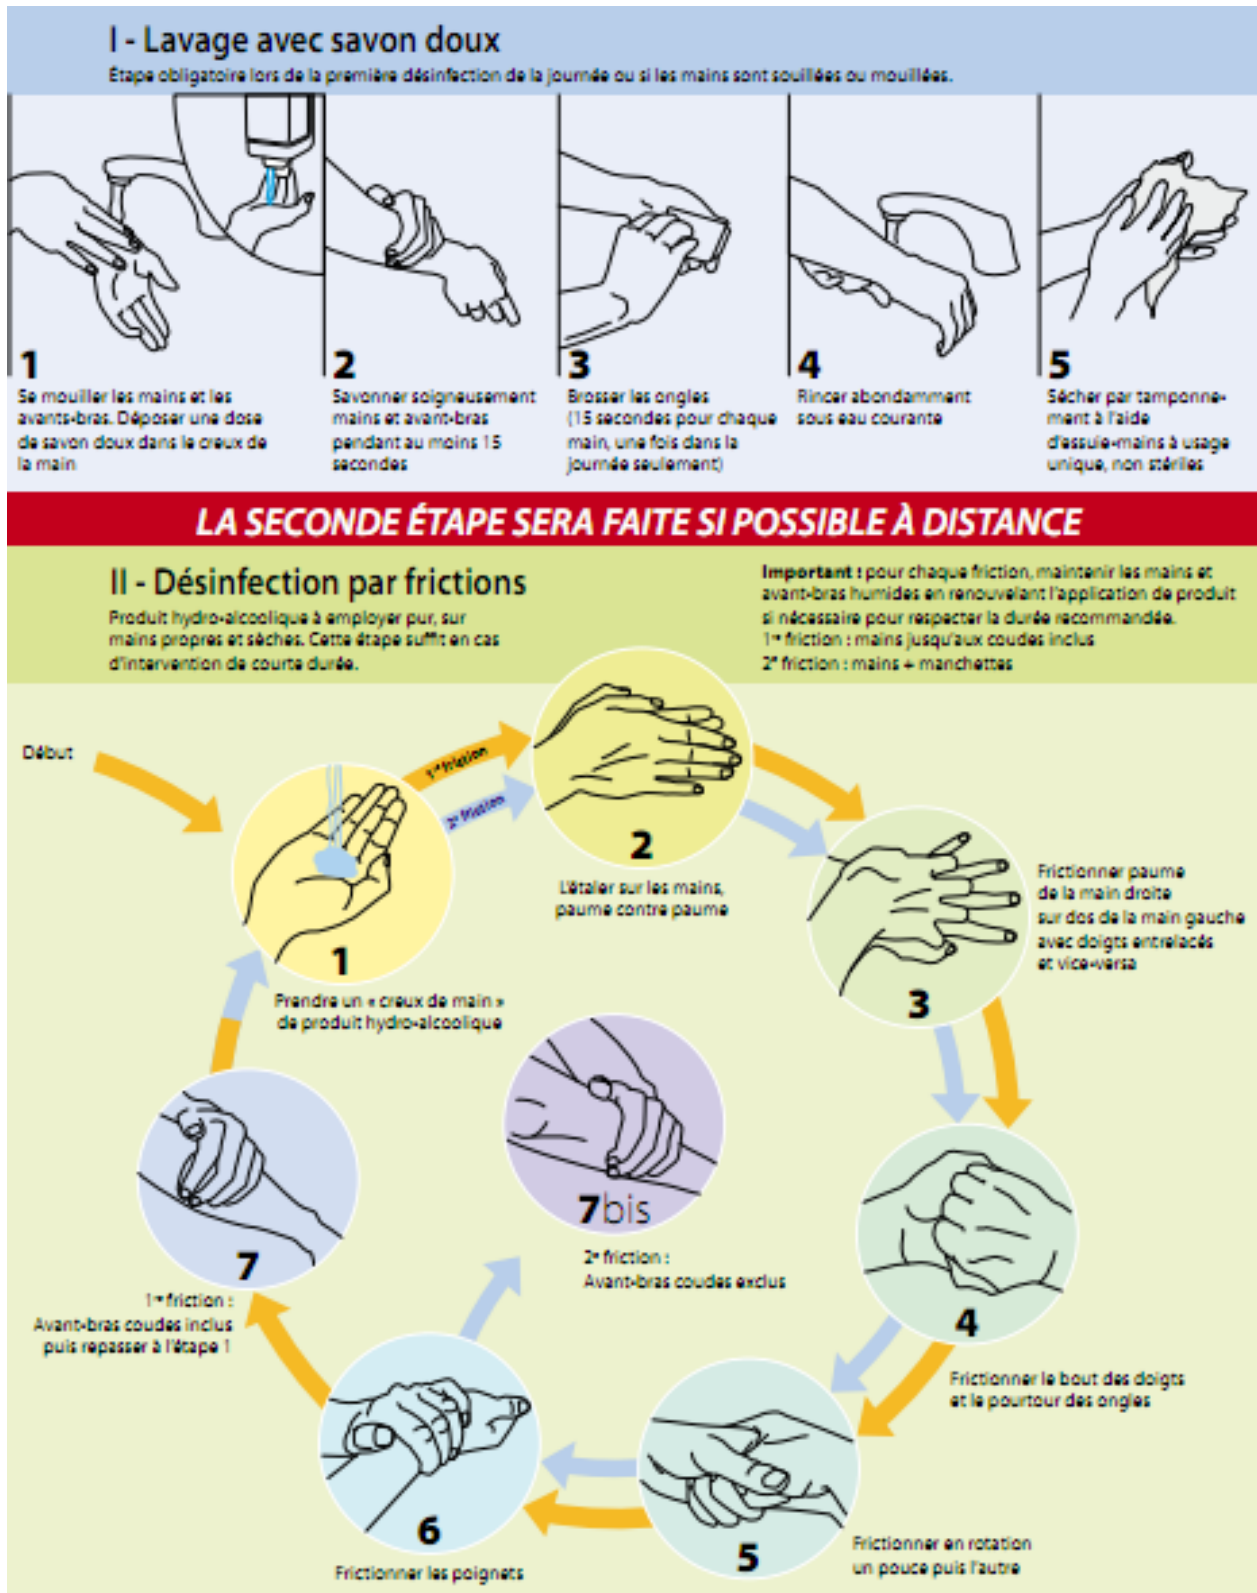 I - Lavage avec savon doux
Étape obligatoire lors de la première désinfection de la journée ou si les mains sont souillées ou mouillées.
1
Se mouiller les mains et les
avants-bras. Déposer une dose
de savon doux dans le creux de
la main
2
Savonner soigneusement
mains et avant-bras
pendant au moins 15
secondes
3
Brosser les ongles
(15 secondes pour chaque
main, une fois dans la
journée seulement)
4
Rincer abondamment
sous eau courante
5
Sécher par tamponne-
ment à l'aide
d'essuie-mains à usage
unique, non stériles
LA SECONDE ÉTAPE SERA FAITE SI POSSIBLE À DISTANCE
II - Désinfection par frictions
Produit hydro-alcoolique à employer pur, sur
mains propres et sèches. Cette étape suffit en cas
d'intervention de courte durée.
Important : pour chaque friction, maintenir les mains et
avant-bras humides en renouvelant l'application de produit
si nécessaire pour respecter la durée recommandée.
1re friction : mains jusqu'aux coudes inclus
2e friction : mains + manchettes
Début
1re friction
2e friction
1
Prendre un « creux de main »
de produit hydro-alcoolique
2
L'étaler sur les mains,
paume contre paume
3
Frictionner paume
de la main droite
sur dos de la main gauche
avec doigts entrelacés
et vice-versa
4
Frictionner le bout des doigts
et le pourtour des ongles
5
Frictionner en rotation
un pouce puis l'autre
6
Frictionner les poignets
7
1re friction :
Avant-bras coudes inclus
puis repasser à l'étape 1
7bis
2e friction :
Avant-bras coudes exclus